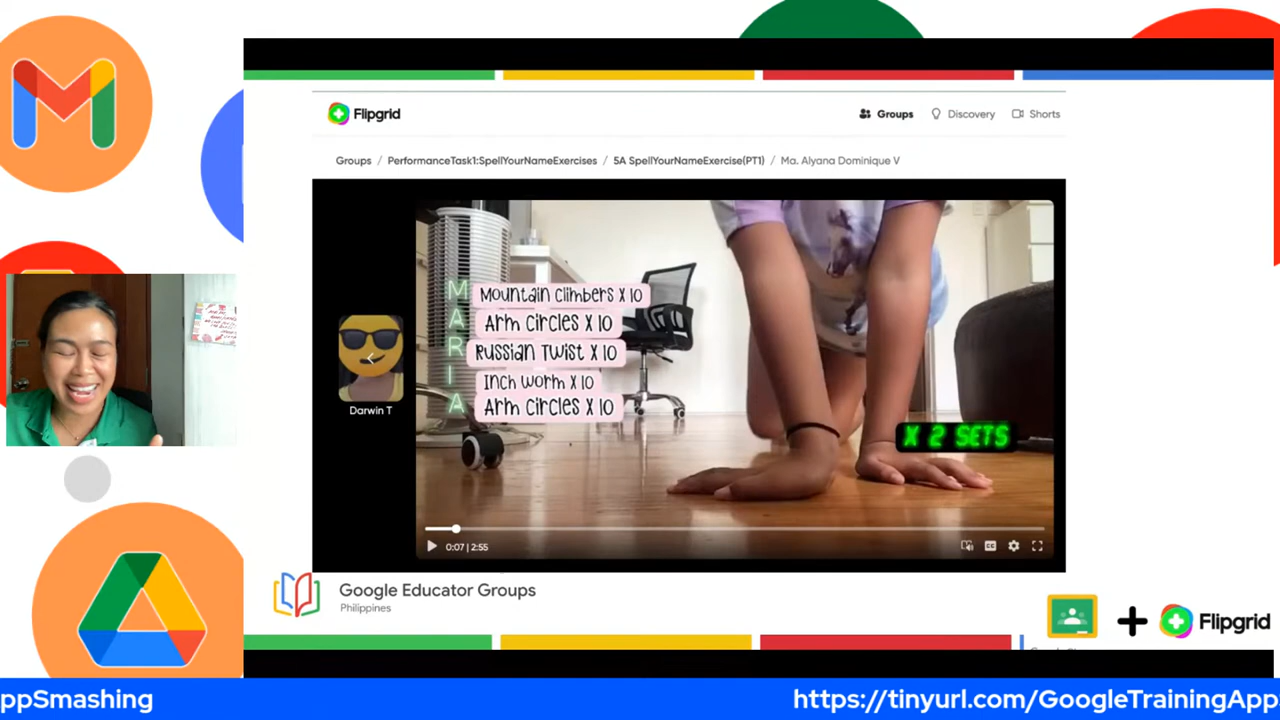 Flipgrid
Groups
Discovery
Shorts
Groups / PerformanceTask1:SpellYourNameExercises / 5A SpellYourNameExercise(PT1) / Ma. Alyana Dominique V
M Mountain Climbers X 10
A Arm Circles X 10
R Russian Twist X 10
I Inch Worm X 10
A Arm Circles X 10
X 2 SETS
Darwin T
0:07 | 2:55
CC
Google Educator Groups
Philippines
+ Flipgrid
ppSmashing
https://tinyurl.com/GoogleTrainingApp